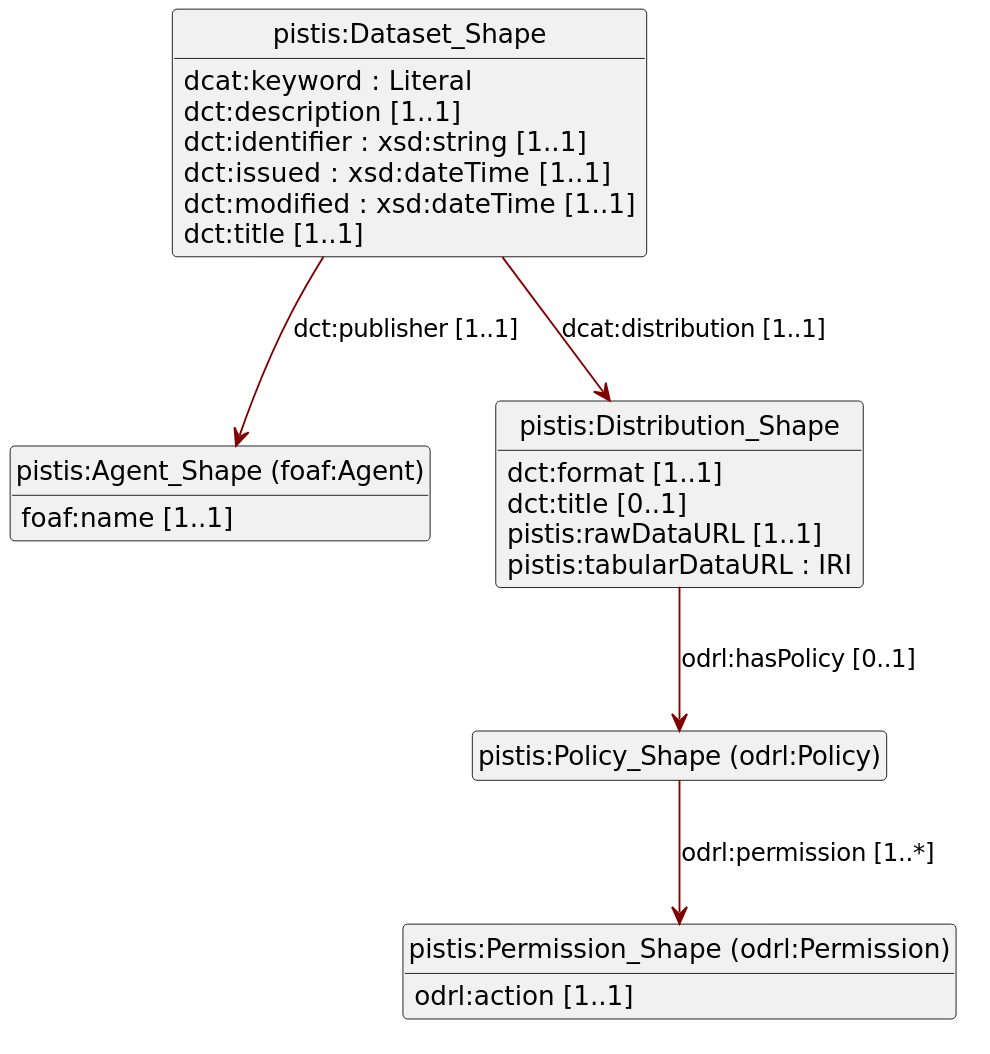 pistis:Dataset_Shape
dcat:keyword : Literal
dct:description [1..1]
dct:identifier : xsd:string [1..1]
dct:issued : xsd:dateTime [1..1]
dct:modified : xsd:dateTime [1..1]
dct:title [1..1]
dct:publisher [1..1]
dcat:distribution [1..1]
pistis:Agent_Shape (foaf:Agent)
foaf:name [1..1]
pistis:Distribution_Shape
dct:format [1..1]
dct:title [0..1]
pistis:rawDataURL [1..1]
pistis:tabularDataURL : IRI
odrl:hasPolicy [0..1]
pistis:Policy_Shape (odrl:Policy)
odrl:permission [1..*]
pistis:Permission_Shape (odrl:Permission)
odrl:action [1..1]